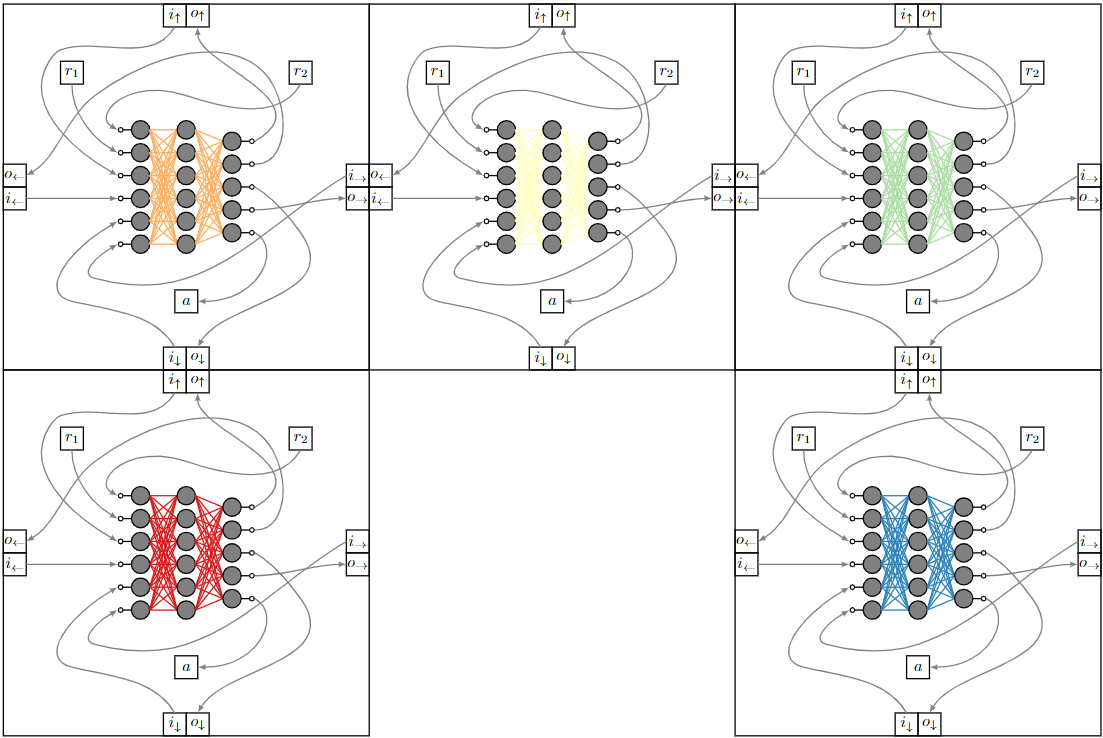 i↑ o↑ i↑ o↑ i↑ o↑
r₁ r₂ r₁ r₂ r₁ r₂
o← i→ o← i→ o← i→
i← o→ i← o→ i← o→
a a a
i↓ o↓ i↓ o↓ i↓ o↓
i↑ o↑ i↑ o↑
r₁ r₂ r₁ r₂
o← i→ o← i→
i← o→ i← o→
a a
i↓ o↓ i↓ o↓